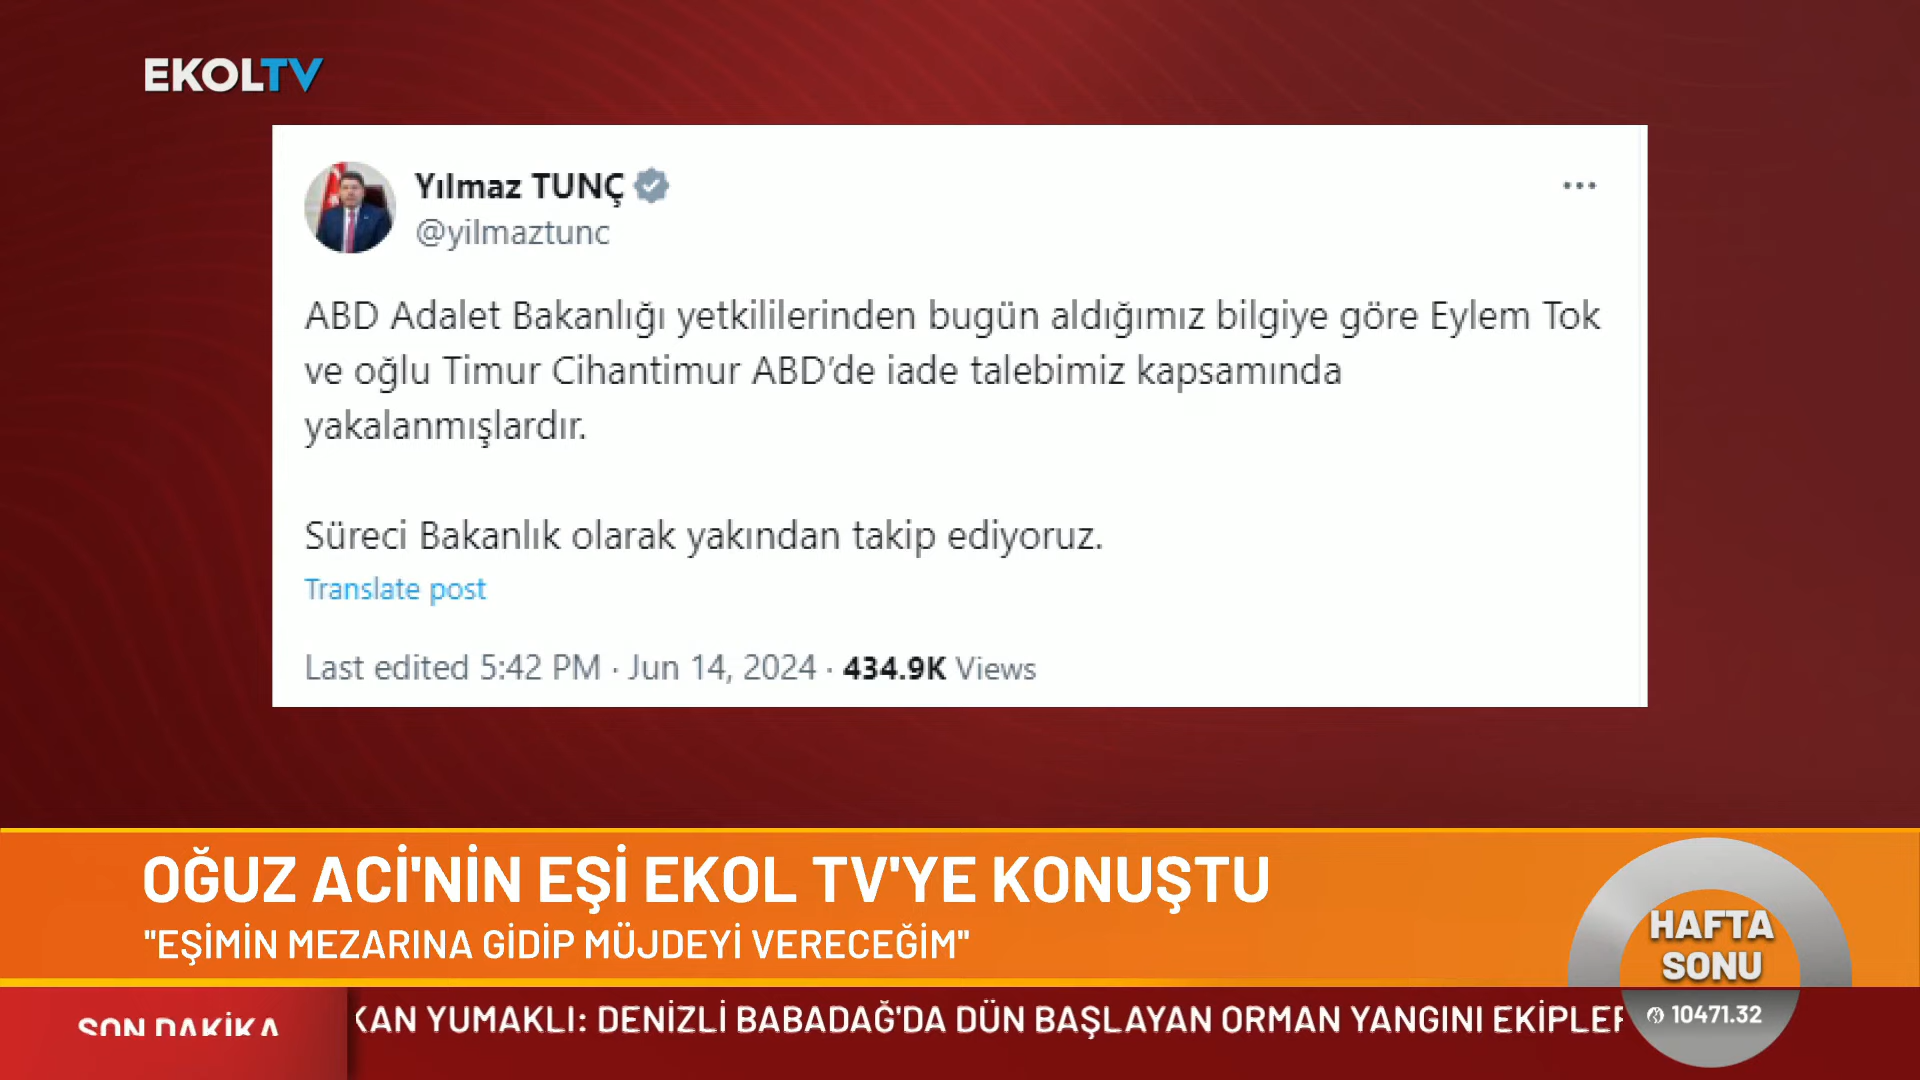 EKOLTV
Yılmaz TUNÇ
@yilmaztunc
ABD Adalet Bakanlığı yetkililerinden bugün aldığımız bilgiye göre Eylem Tok
ve oğlu Timur Cihantimur ABD’de iade talebimiz kapsamında
yakalanmışlardır.
Süreci Bakanlık olarak yakından takip ediyoruz.
Translate post
Last edited 5:42 PM · Jun 14, 2024 · 434.9K Views
OĞUZ ACİ'NİN EŞİ EKOL TV'YE KONUŞTU
"EŞİMİN MEZARINA GİDİP MÜJDEYİ VERECEĞİM"
HAFTA
SONU
SON DAKİKA
KAN YUMAKLI: DENİZLİ BABADAĞ'DA DÜN BAŞLAYAN ORMAN YANGINI EKİPLER
10471.32